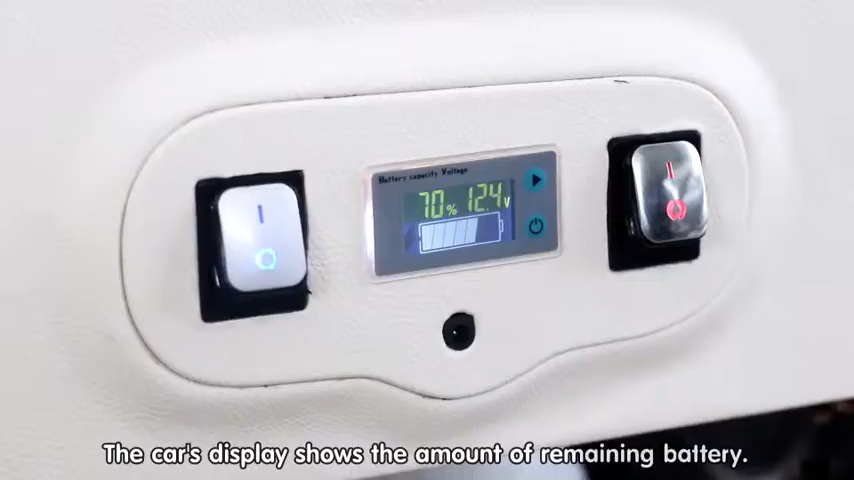 Battery capacity Voltage
70% 12.4V
The car's display shows the amount of remaining battery.